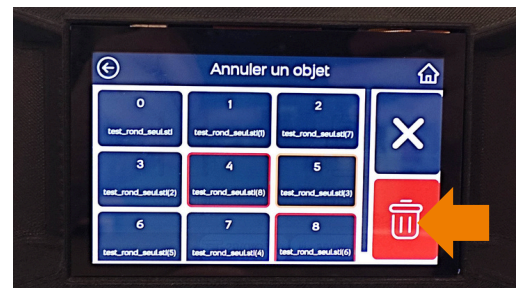 Annuler un objet
0
test_rond_seul.stl
1
test_rond_seul.stl(1)
2
test_rond_seul.stl(7)
3
test_rond_seul.stl(2)
4
test_rond_seul.stl(8)
5
test_rond_seul.stl(3)
6
test_rond_seul.stl(5)
7
test_rond_seul.stl(4)
8
test_rond_seul.stl(6)